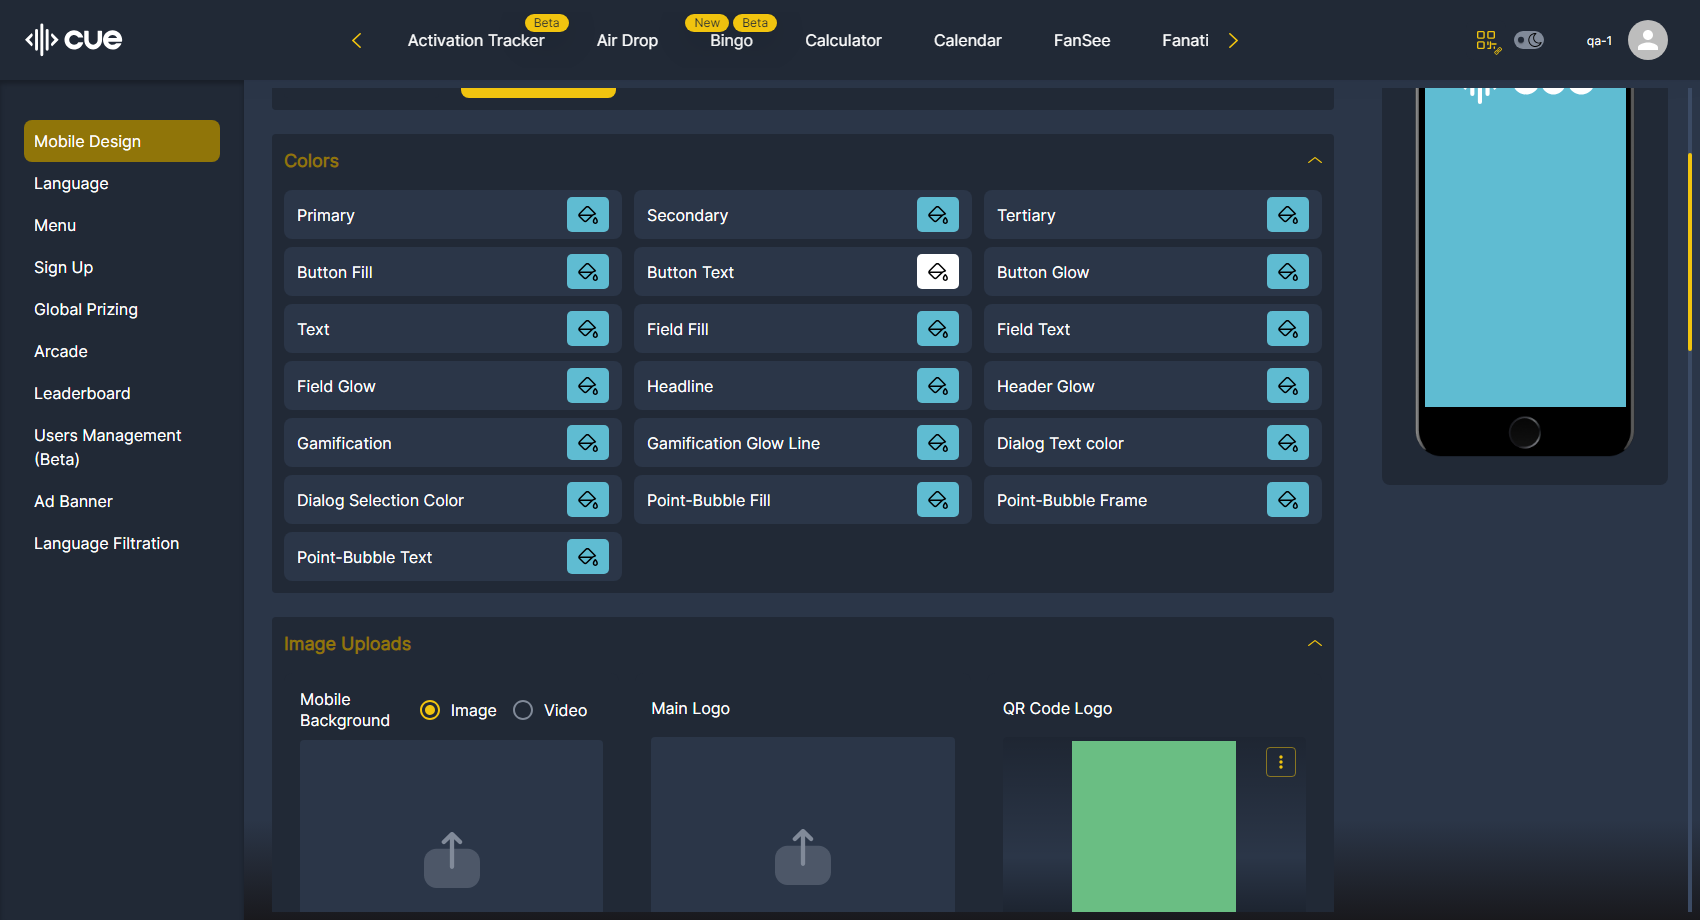 cue
Activation Tracker
Beta
Air Drop
New
Beta
Bingo
Calculator
Calendar
FanSee
Fanati
qa-1
Mobile Design
Language
Menu
Sign Up
Global Prizing
Arcade
Leaderboard
Users Management
(Beta)
Ad Banner
Language Filtration
Colors
Primary
Secondary
Tertiary
Button Fill
Button Text
Button Glow
Text
Field Fill
Field Text
Field Glow
Headline
Header Glow
Gamification
Gamification Glow Line
Dialog Text color
Dialog Selection Color
Point-Bubble Fill
Point-Bubble Frame
Point-Bubble Text
Image Uploads
Mobile
Background
Image
Video
Main Logo
QR Code Logo